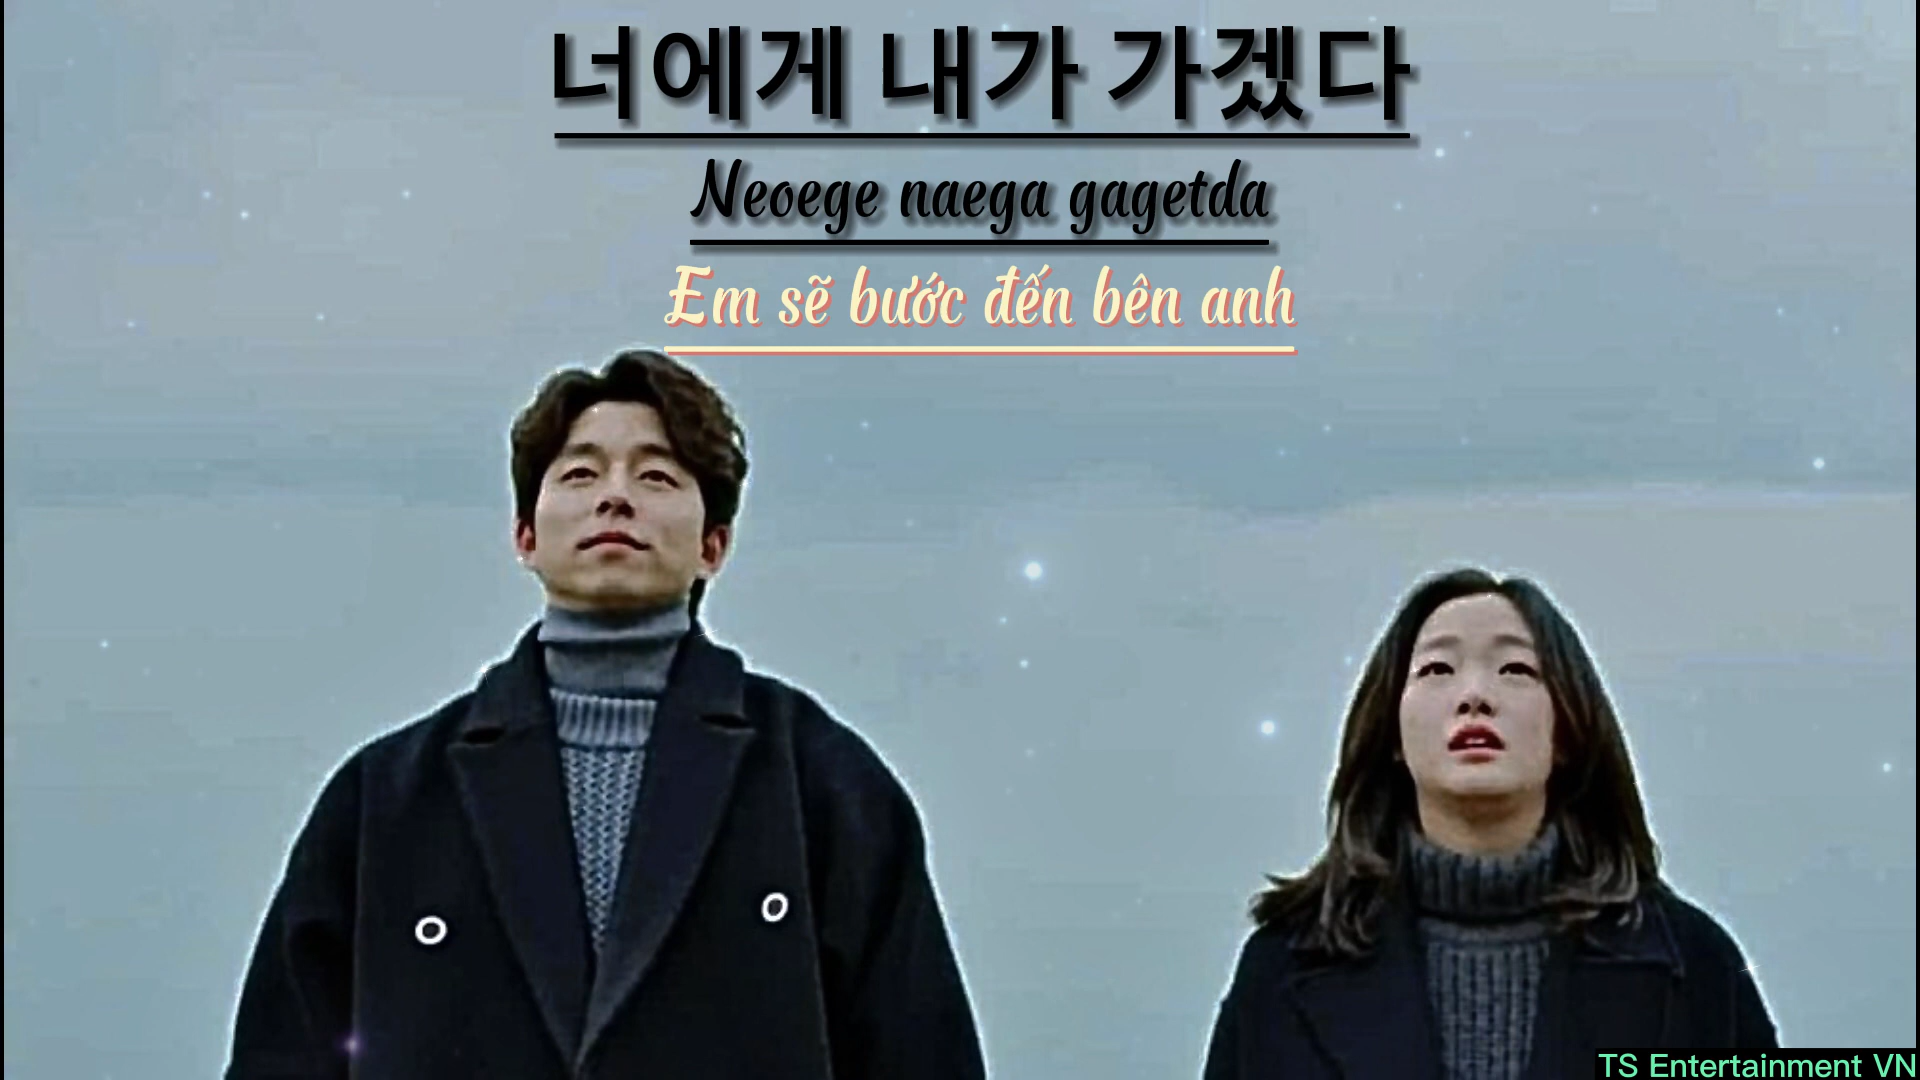 너에게 내가 가겠다
Neoege naega gagetda
Em sẽ bước đến bên anh
TS Entertainment VN